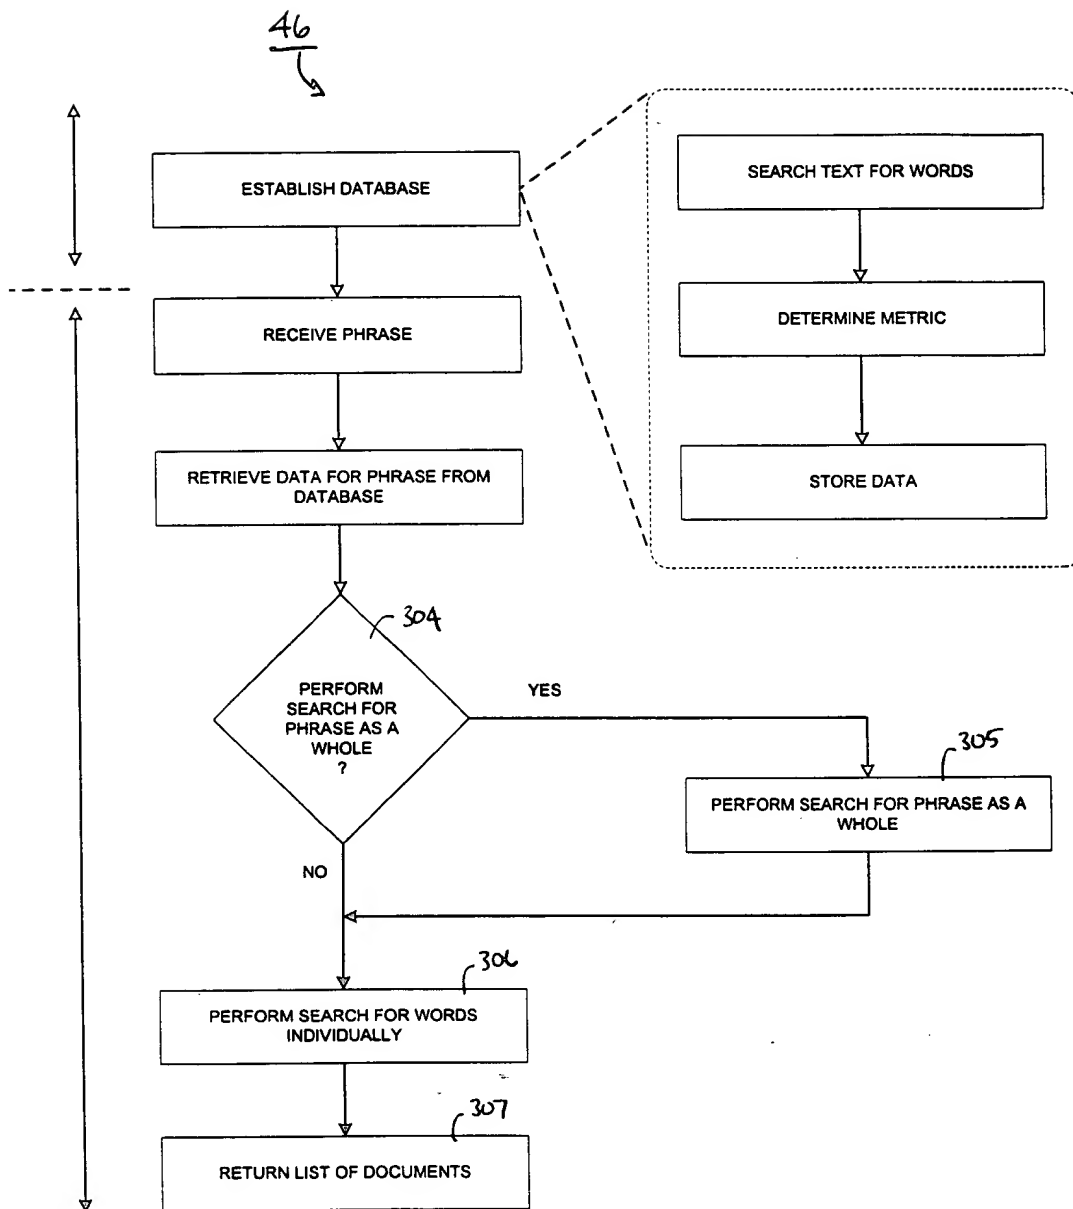 46
ESTABLISH DATABASE
SEARCH TEXT FOR WORDS
RECEIVE PHRASE
DETERMINE METRIC
RETRIEVE DATA FOR PHRASE FROM
DATABASE
STORE DATA
304
PERFORM
SEARCH FOR
PHRASE AS A
WHOLE
?
YES
NO
305
PERFORM SEARCH FOR PHRASE AS A
WHOLE
306
PERFORM SEARCH FOR WORDS
INDIVIDUALLY
307
RETURN LIST OF DOCUMENTS